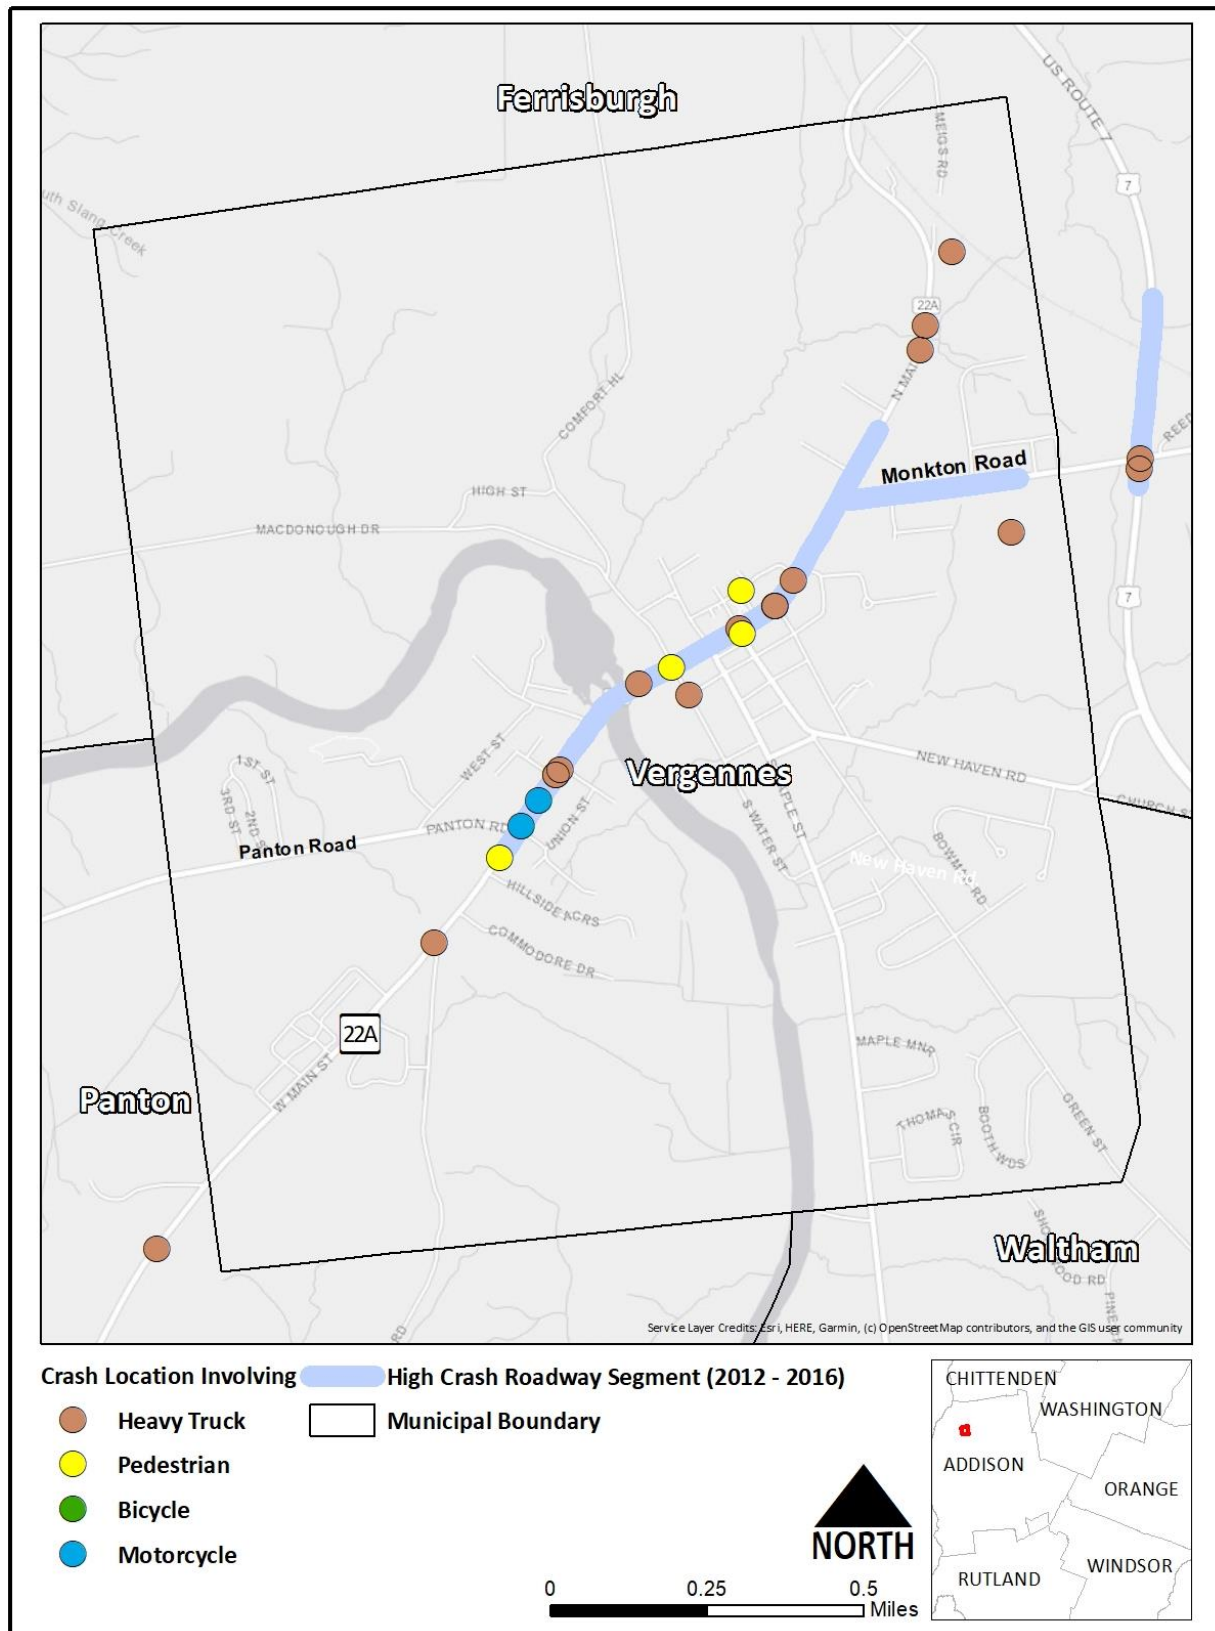 Ferrisburgh
US ROUTE 7
MEIGS RD
uth Slang Creek
7
22A
N MAI
COMFORT HL
REED
Monkton Road
HIGH ST
MACDONOUGH DR
7
WEST ST
NEW HAVEN RD
1ST ST
Vergennes
3RD ST
2ND S
MAPLE ST
CHURCH S
S WATER ST
PANTON RD
UNION ST
Panton Road
BOWMAN RD
New Haven Rd
HILLSIDE ACRS
COMMODORE DR
22A
MAPLE MNR
W MAIN ST
Panton
THOMAS CIR
BOOTH WDS
GREEN ST
Waltham
RD
PINE
Service Layer Credits: Esri, HERE, Garmin, (c) OpenStreetMap contributors, and the GIS user community
Crash Location Involving
High Crash Roadway Segment (2012 - 2016)
Heavy Truck
Municipal Boundary
Pedestrian
Bicycle
Motorcycle
NORTH
0 0.25 0.5
Miles
CHITTENDEN
WASHINGTON
ADDISON
ORANGE
WINDSOR
RUTLAND